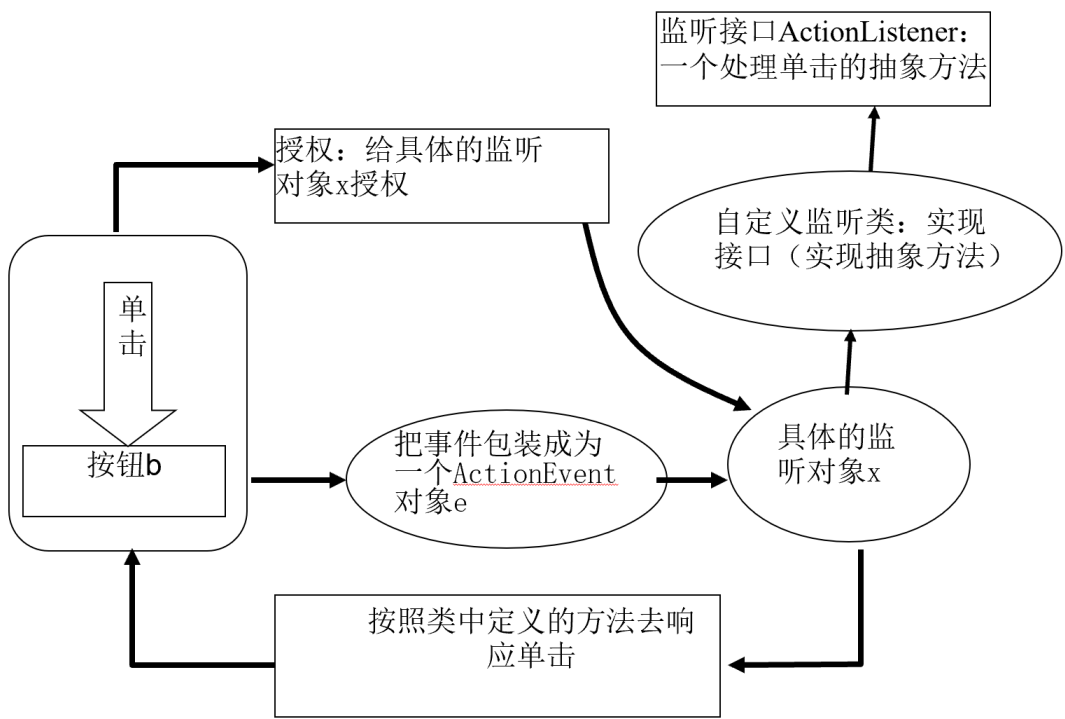 监听接口ActionListener：
一个处理单击的抽象方法
授权：给具体的监听
对象x授权
自定义监听类：实现
接口（实现抽象方法）
单
击
按钮b
把事件包装成为
一个ActionEvent
对象e
具体的监
听对象x
按照类中定义的方法去响
应单击